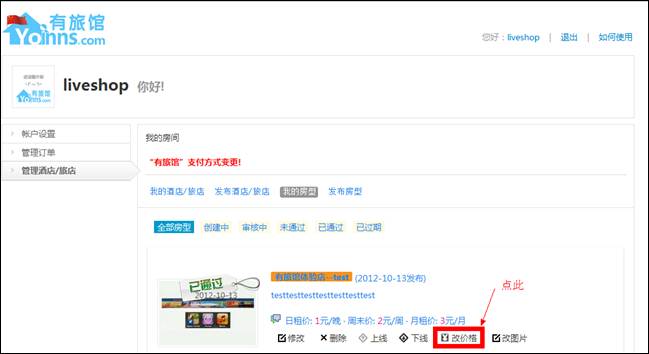 有旅馆
Yoinns.com
您好：liveshop | 退出 | 如何使用
有旅馆
Yoinns.com
liveshop 你好!
帐户设置
管理订单
管理酒店/旅店
我的房间
"有旅馆"支付方式变更!
我的酒店/旅店 发布酒店/旅店 我的房型 发布房型
全部房型 创建中 审核中 未通过 已通过 已过期
已通过
2012-10-13
有旅馆体验店--test (2012-10-13发布)
testtesttesttesttesttesttest
日租价: 1元/晚 · 周末价: 2元/周 · 月租价: 3元/月
修改 删除 上线 下线 改价格 改图片
点此